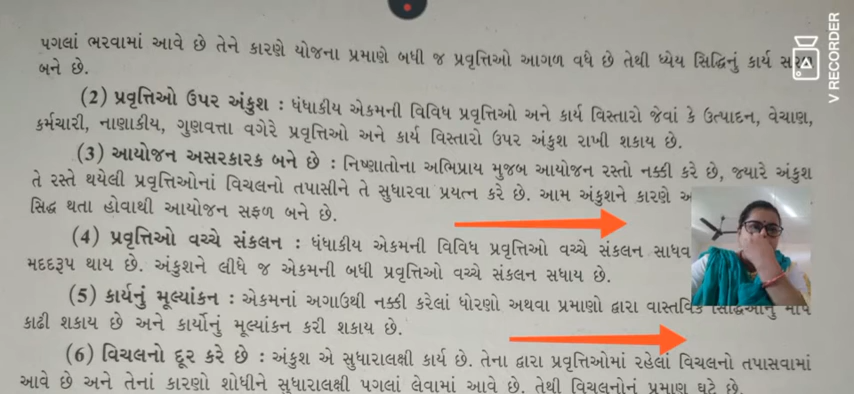 પગલાં ભરવામાં આવે છે તેને કારણે યોજના પ્રમાણે બધી જ પ્રવૃત્તિઓ આગળ વધે છે તેથી ધ્યેય સિદ્ધિનું કાર્ય
બને છે.
(2) પ્રવૃત્તિઓ ઉપર અંકુશ : ધંધાકીય એકમની વિવિધ પ્રવૃત્તિઓ અને કાર્ય વિસ્તારો જેવાં કે ઉત્પાદન, વેચાણ,
કર્મચારી, નાણાકીય, ગુણવત્તા વગેરે પ્રવૃત્તિઓ અને કાર્ય વિસ્તારો ઉપર અંકુશ રાખી શકાય છે.
(3) આયોજન અસરકારક બને છે : નિષ્ણાતોના અભિપ્રાય મુજબ આયોજન રસ્તો નક્કી કરે છે, જ્યારે અંકુશ
તે રસ્તે થયેલી પ્રવૃત્તિઓનાં વિચલનો તપાસીને તે સુધારવા પ્રયત્ન કરે છે. આમ અંકુશને કારણે
સિદ્ધ થતા હોવાથી આયોજન સફળ બને છે.
(4) પ્રવૃત્તિઓ વચ્ચે સંકલન : ધંધાકીય એકમની વિવિધ પ્રવૃત્તિઓ વચ્ચે સંકલન
મદદરૂપ થાય છે. અંકુશને લીધે જ એકમની બધી પ્રવૃત્તિઓ વચ્ચે સંકલન સધાય છે.
(5) કાર્યનું મૂલ્યાંકન : એકમનાં અગાઉથી નક્કી કરેલાં ધોરણો અથવા પ્રમાણો દ્વારા વાસ્તવિક સિદ્ધિઓનું માપ
કાઢી શકાય છે અને કાર્યોનું મૂલ્યાંકન કરી શકાય છે.
(6) વિચલનો દૂર કરે છે : અંકુશ એ સુધારાલક્ષી કાર્ય છે. તેના દ્વારા પ્રવૃત્તિઓમાં રહેલાં વિચલનો તપાસવામાં
આવે છે અને તેનાં કારણો શોધીને સુધારાલક્ષી પગલાં લેવામાં આવે છે. તેથી વિચલનોનું પ્રમાણ ઘટે છે.
V RECORDER